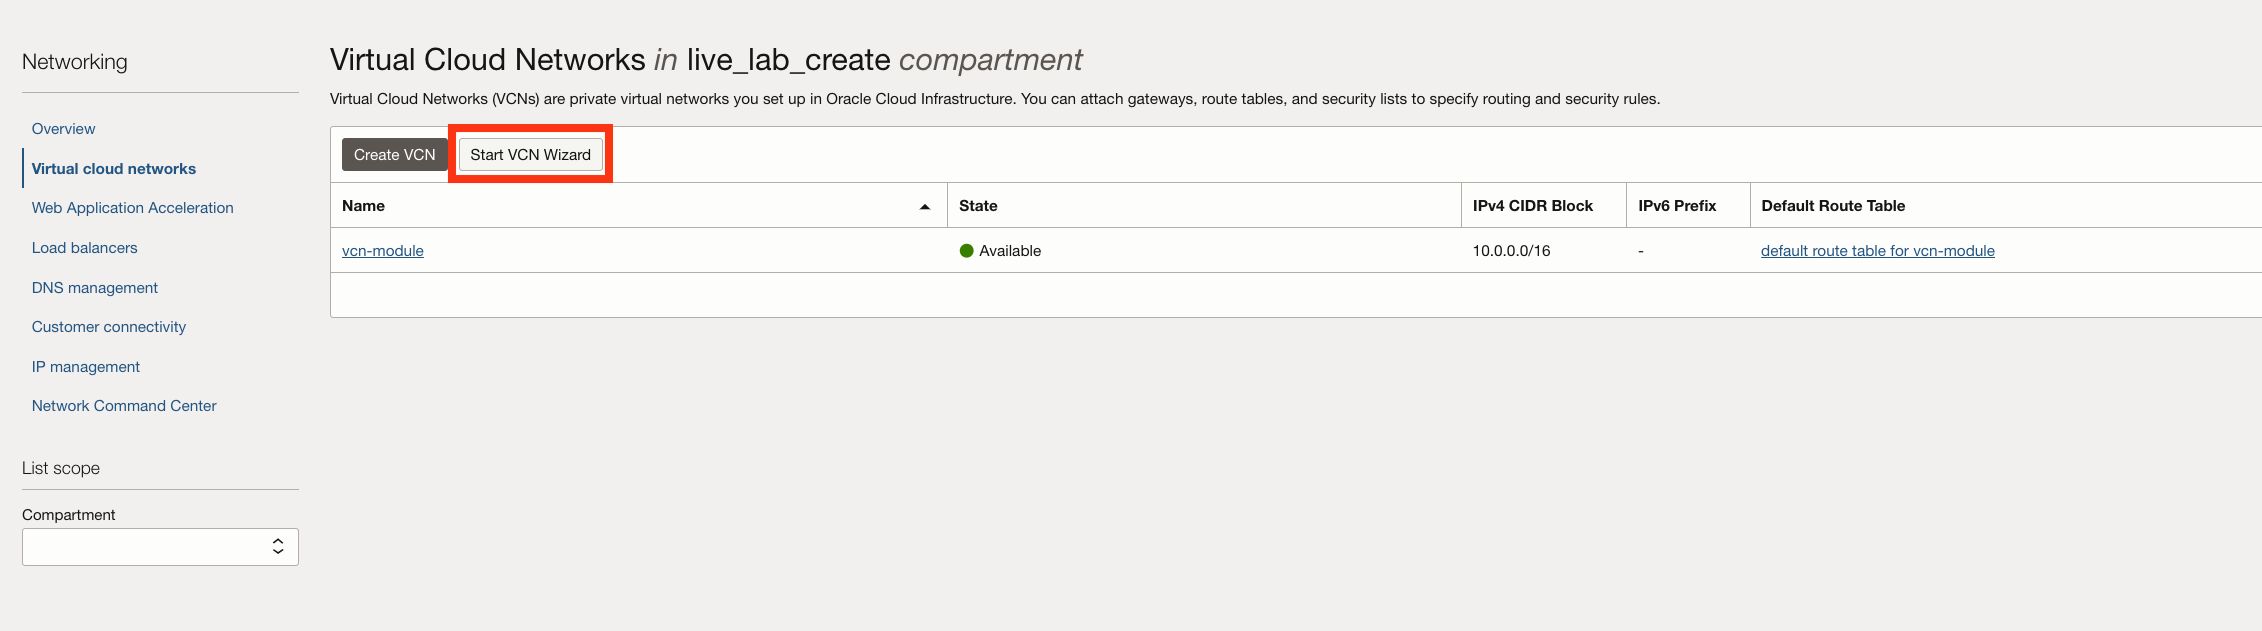 Networking
Overview
Virtual cloud networks
Web Application Acceleration
Load balancers
DNS management
Customer connectivity
IP management
Network Command Center
List scope
Compartment
Virtual Cloud Networks in live_lab_create compartment
Virtual Cloud Networks (VCNs) are private virtual networks you set up in Oracle Cloud Infrastructure. You can attach gateways, route tables, and security lists to specify routing and security rules.
Create VCN Start VCN Wizard
Name State IPv4 CIDR Block IPv6 Prefix Default Route Table
vcn-module Available 10.0.0.0/16 - default route table for vcn-module